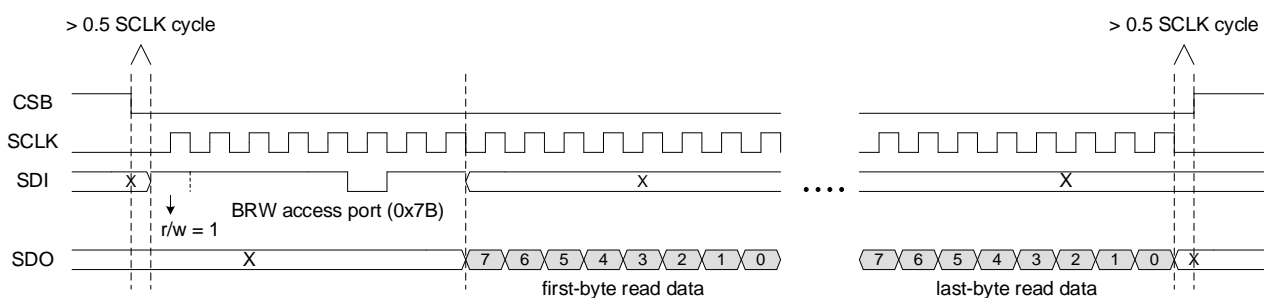 > 0.5 SCLK cycle > 0.5 SCLK cycle
CSB
SCLK
SDI X X X
....
BRW access port (0x7B)
r/w = 1
SDO X 7 6 5 4 3 2 1 0 7 6 5 4 3 2 1 0 X
first-byte read data last-byte read data